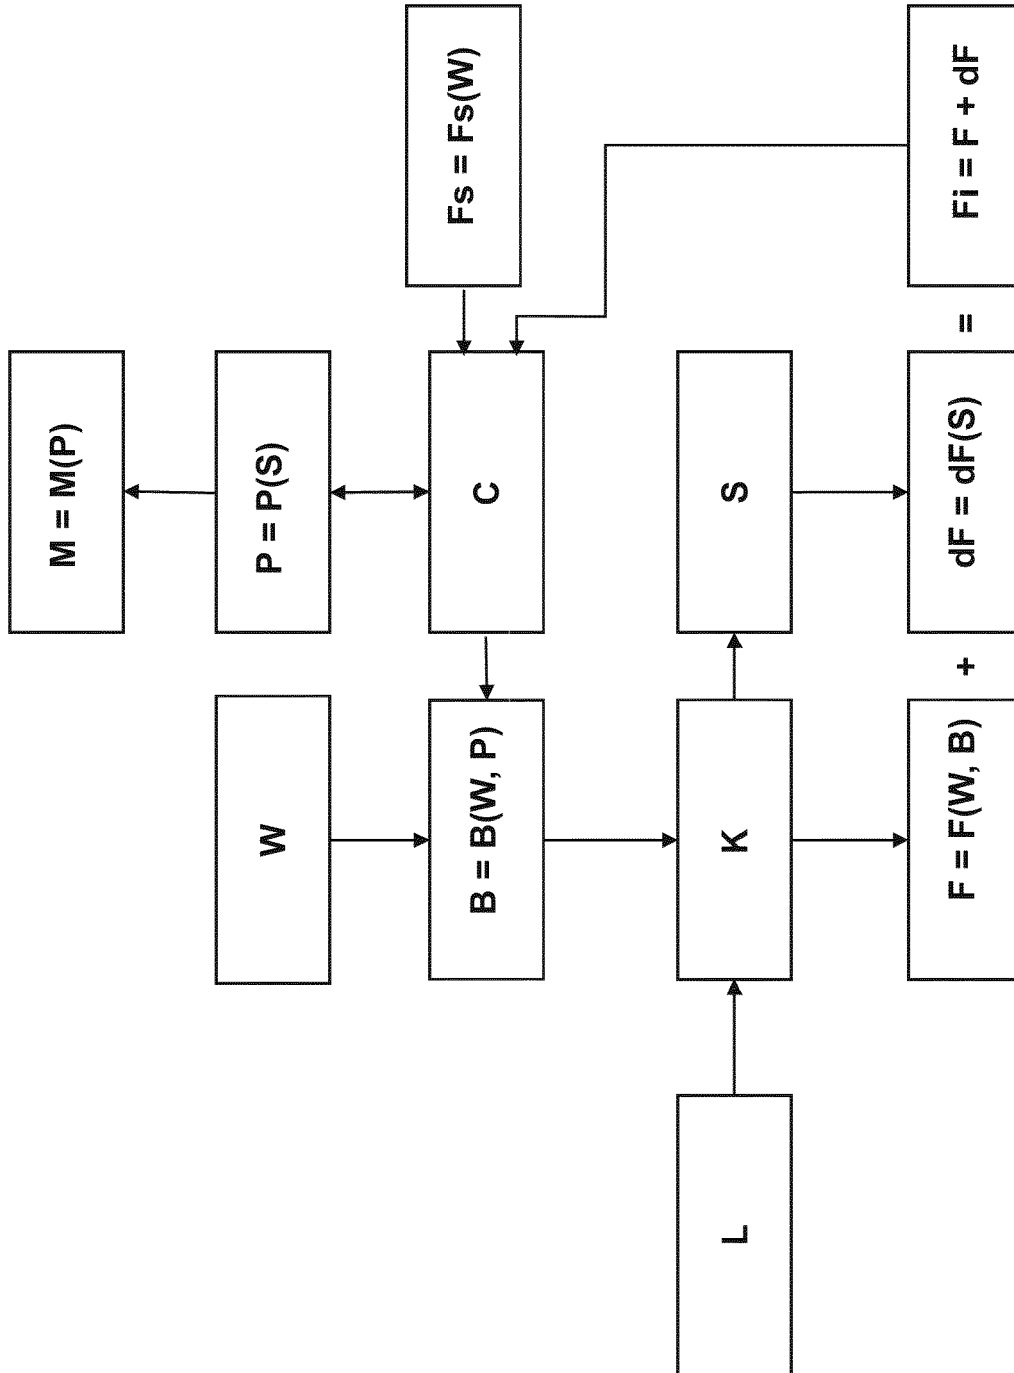 M = M(P)
W
P = P(S)
B = B(W, P)
C
Fs = Fs(W)
L
K
S
F = F(W, B)
+
dF = dF(S)
=
Fi = F + dF